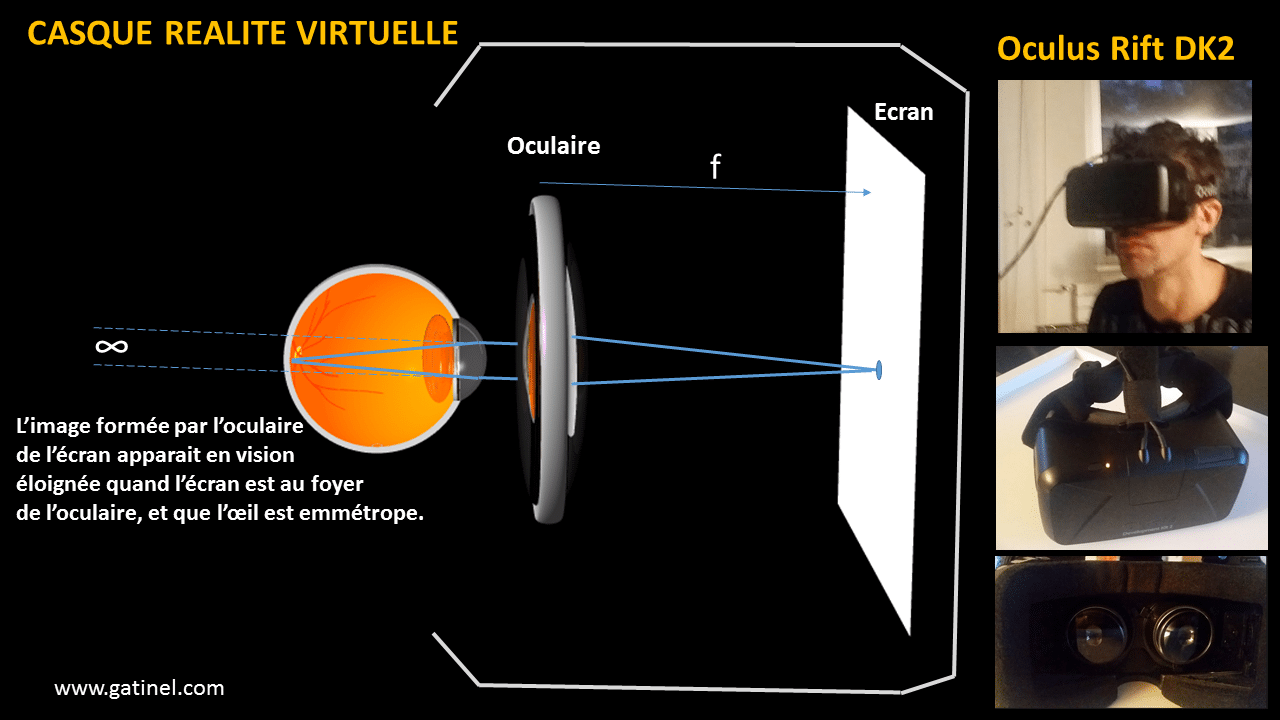 CASQUE REALITE VIRTUELLE
Oculus Rift DK2
Ecran
Oculaire
f
∞
L’image formée par l’oculaire
de l’écran apparait en vision
éloignée quand l’écran est au foyer
de l’oculaire, et que l’œil est emmétrope.
www.gatinel.com